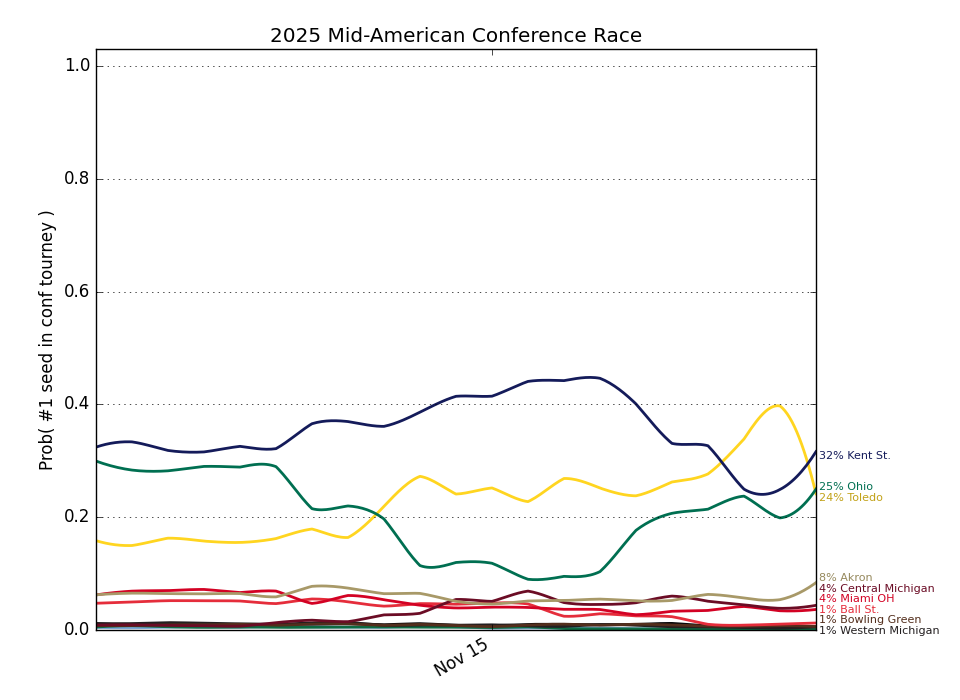 2025 Mid-American Conference Race
Prob( #1 seed in conf tourney )
1.0
0.8
0.6
0.4
0.2
0.0
Nov 15
32% Kent St.
25% Ohio
24% Toledo
8% Akron
4% Central Michigan
4% Miami OH
1% Ball St.
1% Bowling Green
1% Western Michigan